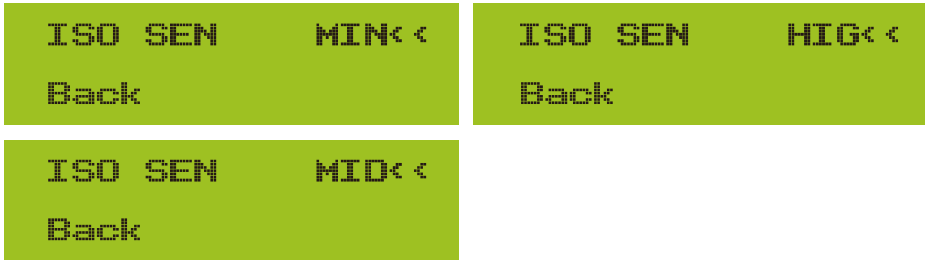 ISO SEN MIN<<
Back
ISO SEN HIG<<
Back
ISO SEN MID<<
Back